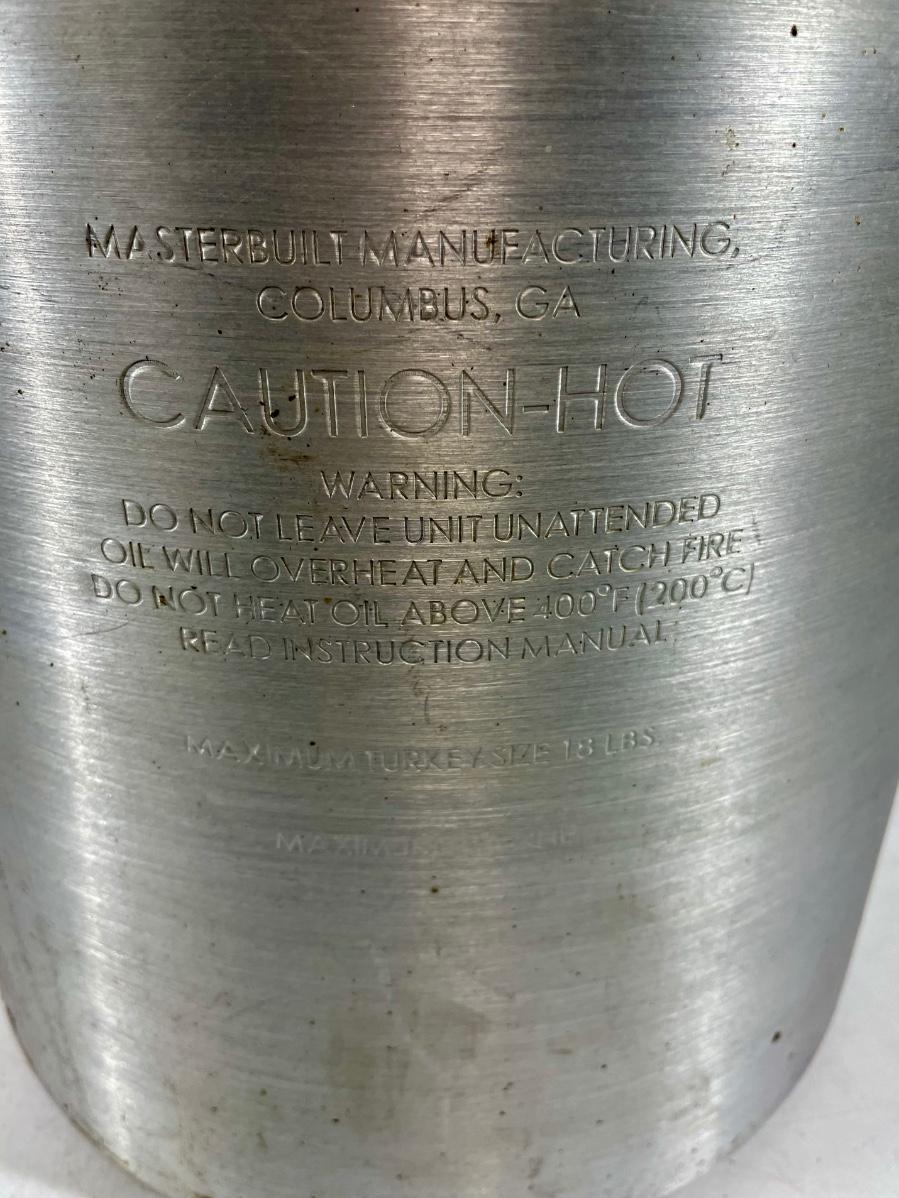 MASTERBUILT MANUFACTURING,
COLUMBUS, GA
CAUTION-HOT
WARNING:
DO NOT LEAVE UNIT UNATTENDED
OIL WILL OVERHEAT AND CATCH FIRE
DO NOT HEAT OIL ABOVE 400°F (200°C)
READ INSTRUCTION MANUAL
MAXIMUM TURKEY SIZE 18 LBS.
MAXIMUM